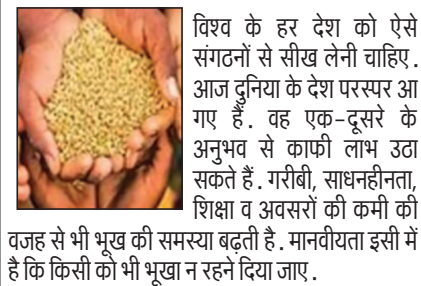 विश्व के हर देश को ऐसे
संगठनों से सीख लेनी चाहिए.
आज दुनिया के देश परस्पर आ
गए हैं. वह एक-दूसरे के
अनुभव से काफी लाभ उठा
सकते हैं. गरीबी, साधनहीनता,
शिक्षा व अवसरों की कमी की
वजह से भी भूख की समस्या बढ़ती है. मानवीयता इसी में
है कि किसी को भी भूखा न रहने दिया जाए.